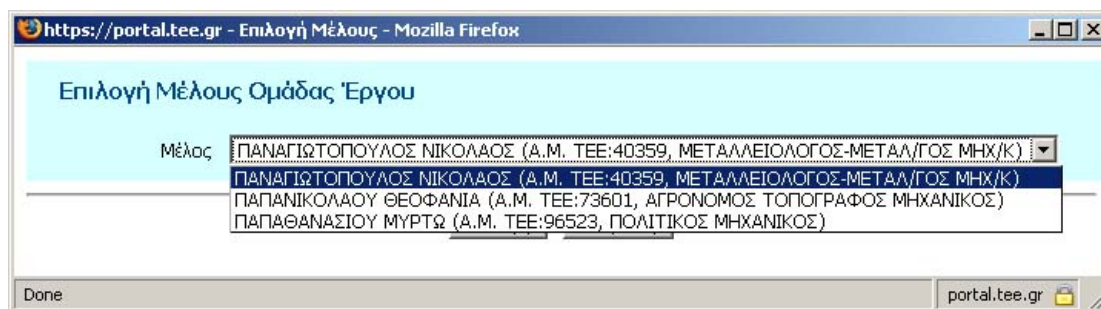 https://portal.tee.gr - Επιλογή Μέλους - Mozilla Firefox
Επιλογή Μέλους Ομάδας Έργου
Μέλος ΠΑΝΑΓΙΩΤΟΠΟΥΛΟΣ ΝΙΚΟΛΑΟΣ (Α.Μ. ΤΕΕ:40359, ΜΕΤΑΛΛΕΙΟΛΟΓΟΣ-ΜΕΤΑΛ/ΓΟΣ ΜΗΧ/Κ)
ΠΑΝΑΓΙΩΤΟΠΟΥΛΟΣ ΝΙΚΟΛΑΟΣ (Α.Μ. ΤΕΕ:40359, ΜΕΤΑΛΛΕΙΟΛΟΓΟΣ-ΜΕΤΑΛ/ΓΟΣ ΜΗΧ/Κ)
ΠΑΠΑΝΙΚΟΛΑΟΥ ΘΕΟΦΑΝΙΑ (Α.Μ. ΤΕΕ:73601, ΑΓΡΟΝΟΜΟΣ ΤΟΠΟΓΡΑΦΟΣ ΜΗΧΑΝΙΚΟΣ)
ΠΑΠΑΘΑΝΑΣΙΟΥ ΜΥΡΤΩ (Α.Μ. ΤΕΕ:96523, ΠΟΛΙΤΙΚΟΣ ΜΗΧΑΝΙΚΟΣ)
Done portal.tee.gr